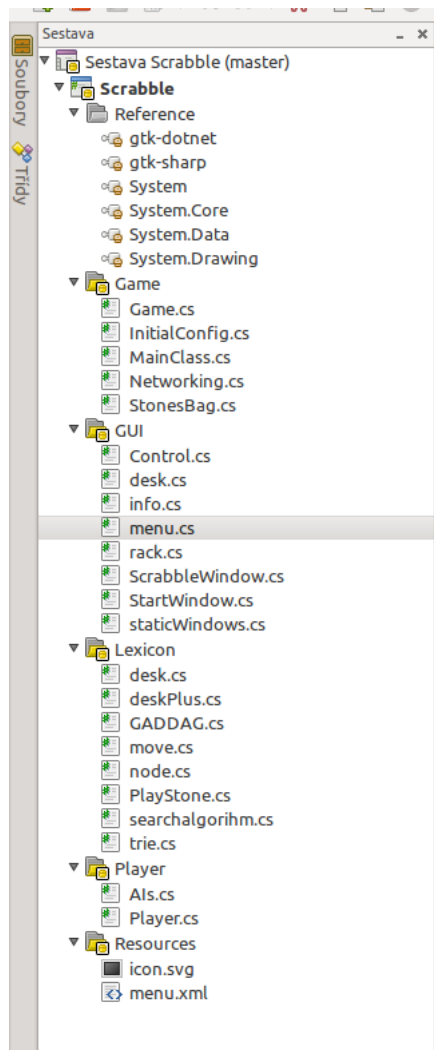 Sestava
Soubory
Třídy
Sestava Scrabble (master)
Scrabble
Reference
gtk-dotnet
gtk-sharp
System
System.Core
System.Data
System.Drawing
Game
Game.cs
InitialConfig.cs
MainClass.cs
Networking.cs
StonesBag.cs
GUI
Control.cs
desk.cs
info.cs
menu.cs
rack.cs
ScrabbleWindow.cs
StartWindow.cs
staticWindows.cs
Lexicon
desk.cs
deskPlus.cs
GADDAG.cs
move.cs
node.cs
PlayStone.cs
searchalgorihm.cs
trie.cs
Player
AIs.cs
Player.cs
Resources
icon.svg
menu.xml